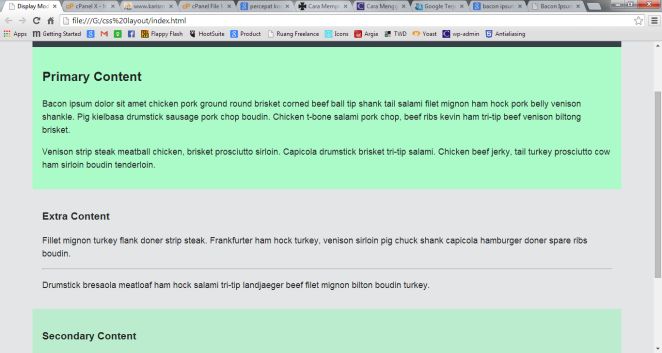 Display Mod
cPanel X - M
www.karism
cPanel File M
percepat ko
Cara Mempe
Cara Mengo
Google Terje
bacon ipsum
Bacon Ipsum
file:///G:/css%20layout/index.html
Apps
Getting Started
Flappy Flash
HootSuite
Product
Ruang Freelance
Icons
Argia
TWD
Yoast
wp-admin
Antialiasing
Primary Content
Bacon ipsum dolor sit amet chicken pork ground round brisket corned beef ball tip shank tail salami filet mignon ham hock pork belly venison
shankle. Pig kielbasa drumstick sausage pork chop boudin. Chicken t-bone salami pork chop, beef ribs kevin ham tri-tip beef venison biltong
brisket.
Venison strip steak meatball chicken, brisket prosciutto sirloin. Capicola drumstick brisket tri-tip salami. Chicken beef jerky, tail turkey prosciutto cow
ham sirloin boudin tenderloin.
Extra Content
Fillet mignon turkey flank doner strip steak. Frankfurter ham hock turkey, venison sirloin pig chuck shank capicola hamburger doner spare ribs
boudin.
Drumstick bresaola meatloaf ham hock salami tri-tip landjaeger beef filet mignon bilton boudin turkey.
Secondary Content